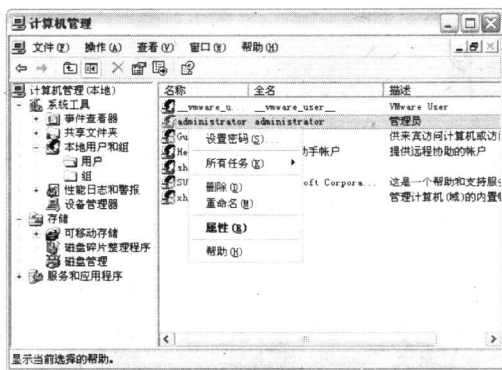 计算机管理
文件(F) 操作(A) 查看(V) 窗口(W) 帮助(H)
计算机管理(本地)
系统工具
事件查看器
共享文件夹
本地用户和组
用户
组
性能日志和警报
设备管理器
存储
可移动存储
磁盘碎片整理程序
磁盘管理
服务和应用程序
名称 全名 描述
__vmware_u... __vmware_user__ VMware User
administrator administrator 管理员
Gu 供来宾访问计算机或访
He 助手帐户 提供远程协助的帐户
sh
SU oft Corpora... 这是一个帮助和支持服
xh 管理计算机(域)的内置
设置密码(S)...
所有任务(K)
删除(D)
重命名(M)
属性(R)
帮助(H)
显示当前选择的帮助。